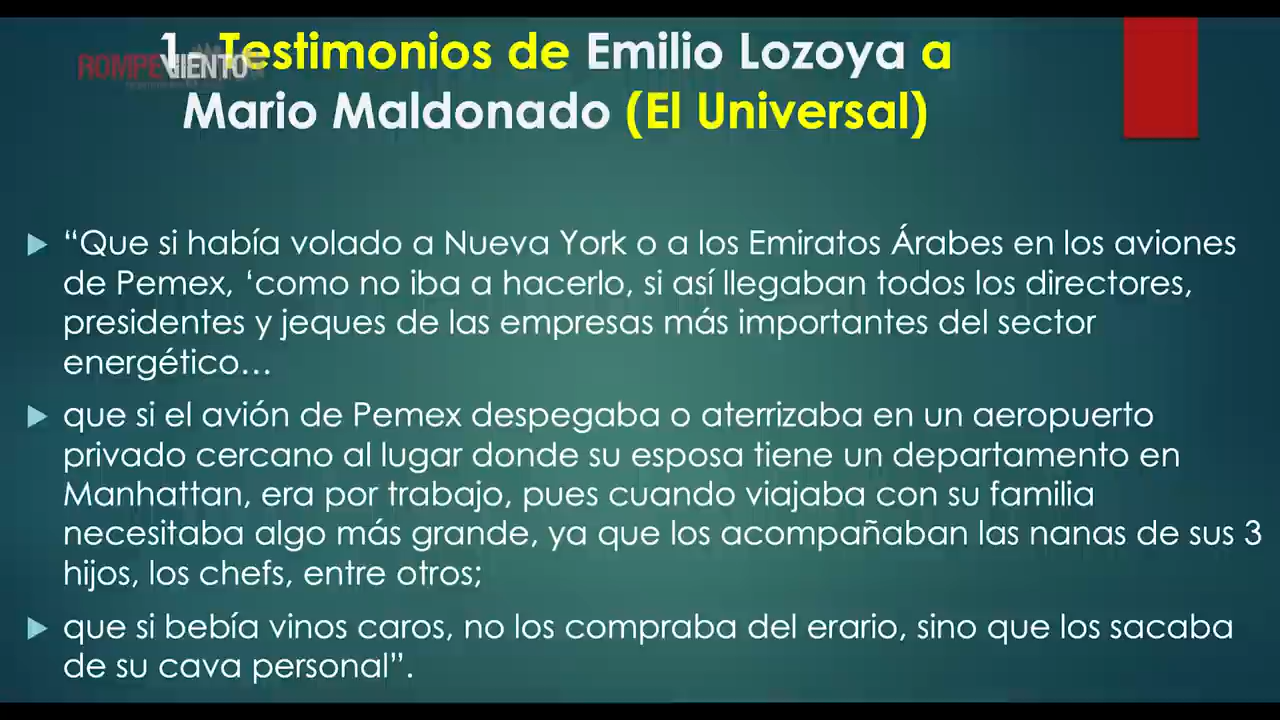 1. Testimonios de Emilio Lozoya a
ROMPEVIENTO
Mario Maldonado (El Universal)
“Que si había volado a Nueva York o a los Emiratos Árabes en los aviones
de Pemex, ‘como no iba a hacerlo, si así llegaban todos los directores,
presidentes y jeques de las empresas más importantes del sector
energético…
que si el avión de Pemex despegaba o aterrizaba en un aeropuerto
privado cercano al lugar donde su esposa tiene un departamento en
Manhattan, era por trabajo, pues cuando viajaba con su familia
necesitaba algo más grande, ya que los acompañaban las nanas de sus 3
hijos, los chefs, entre otros;
que si bebía vinos caros, no los compraba del erario, sino que los sacaba
de su cava personal”.